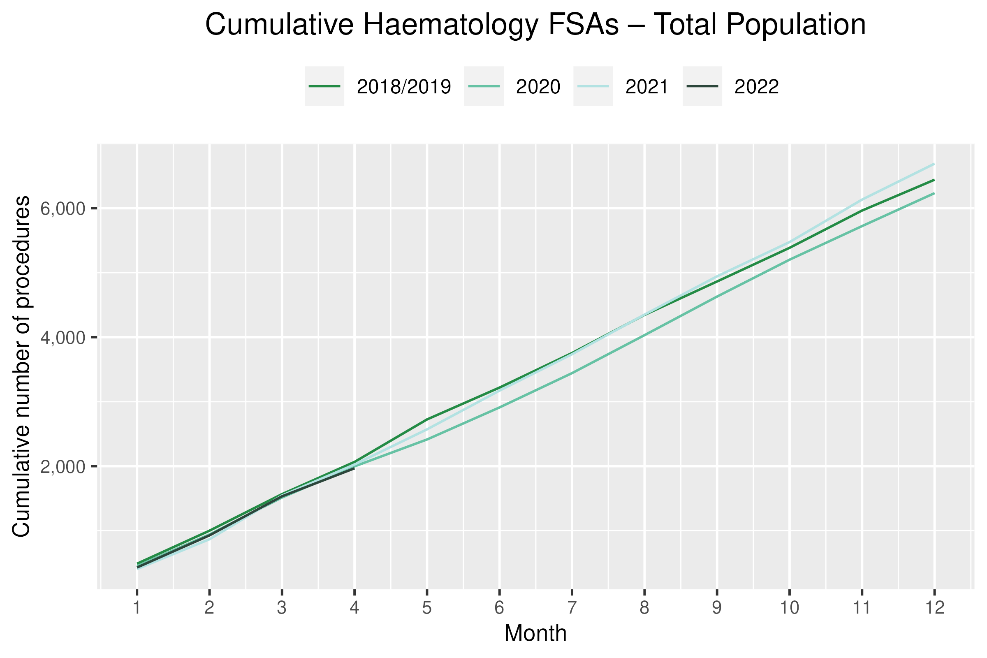 Cumulative Haematology FSAs – Total Population
2018/2019 2020 2021 2022
Cumulative number of procedures
6,000
4,000
2,000
1 2 3 4 5 6 7 8 9 10 11 12
Month